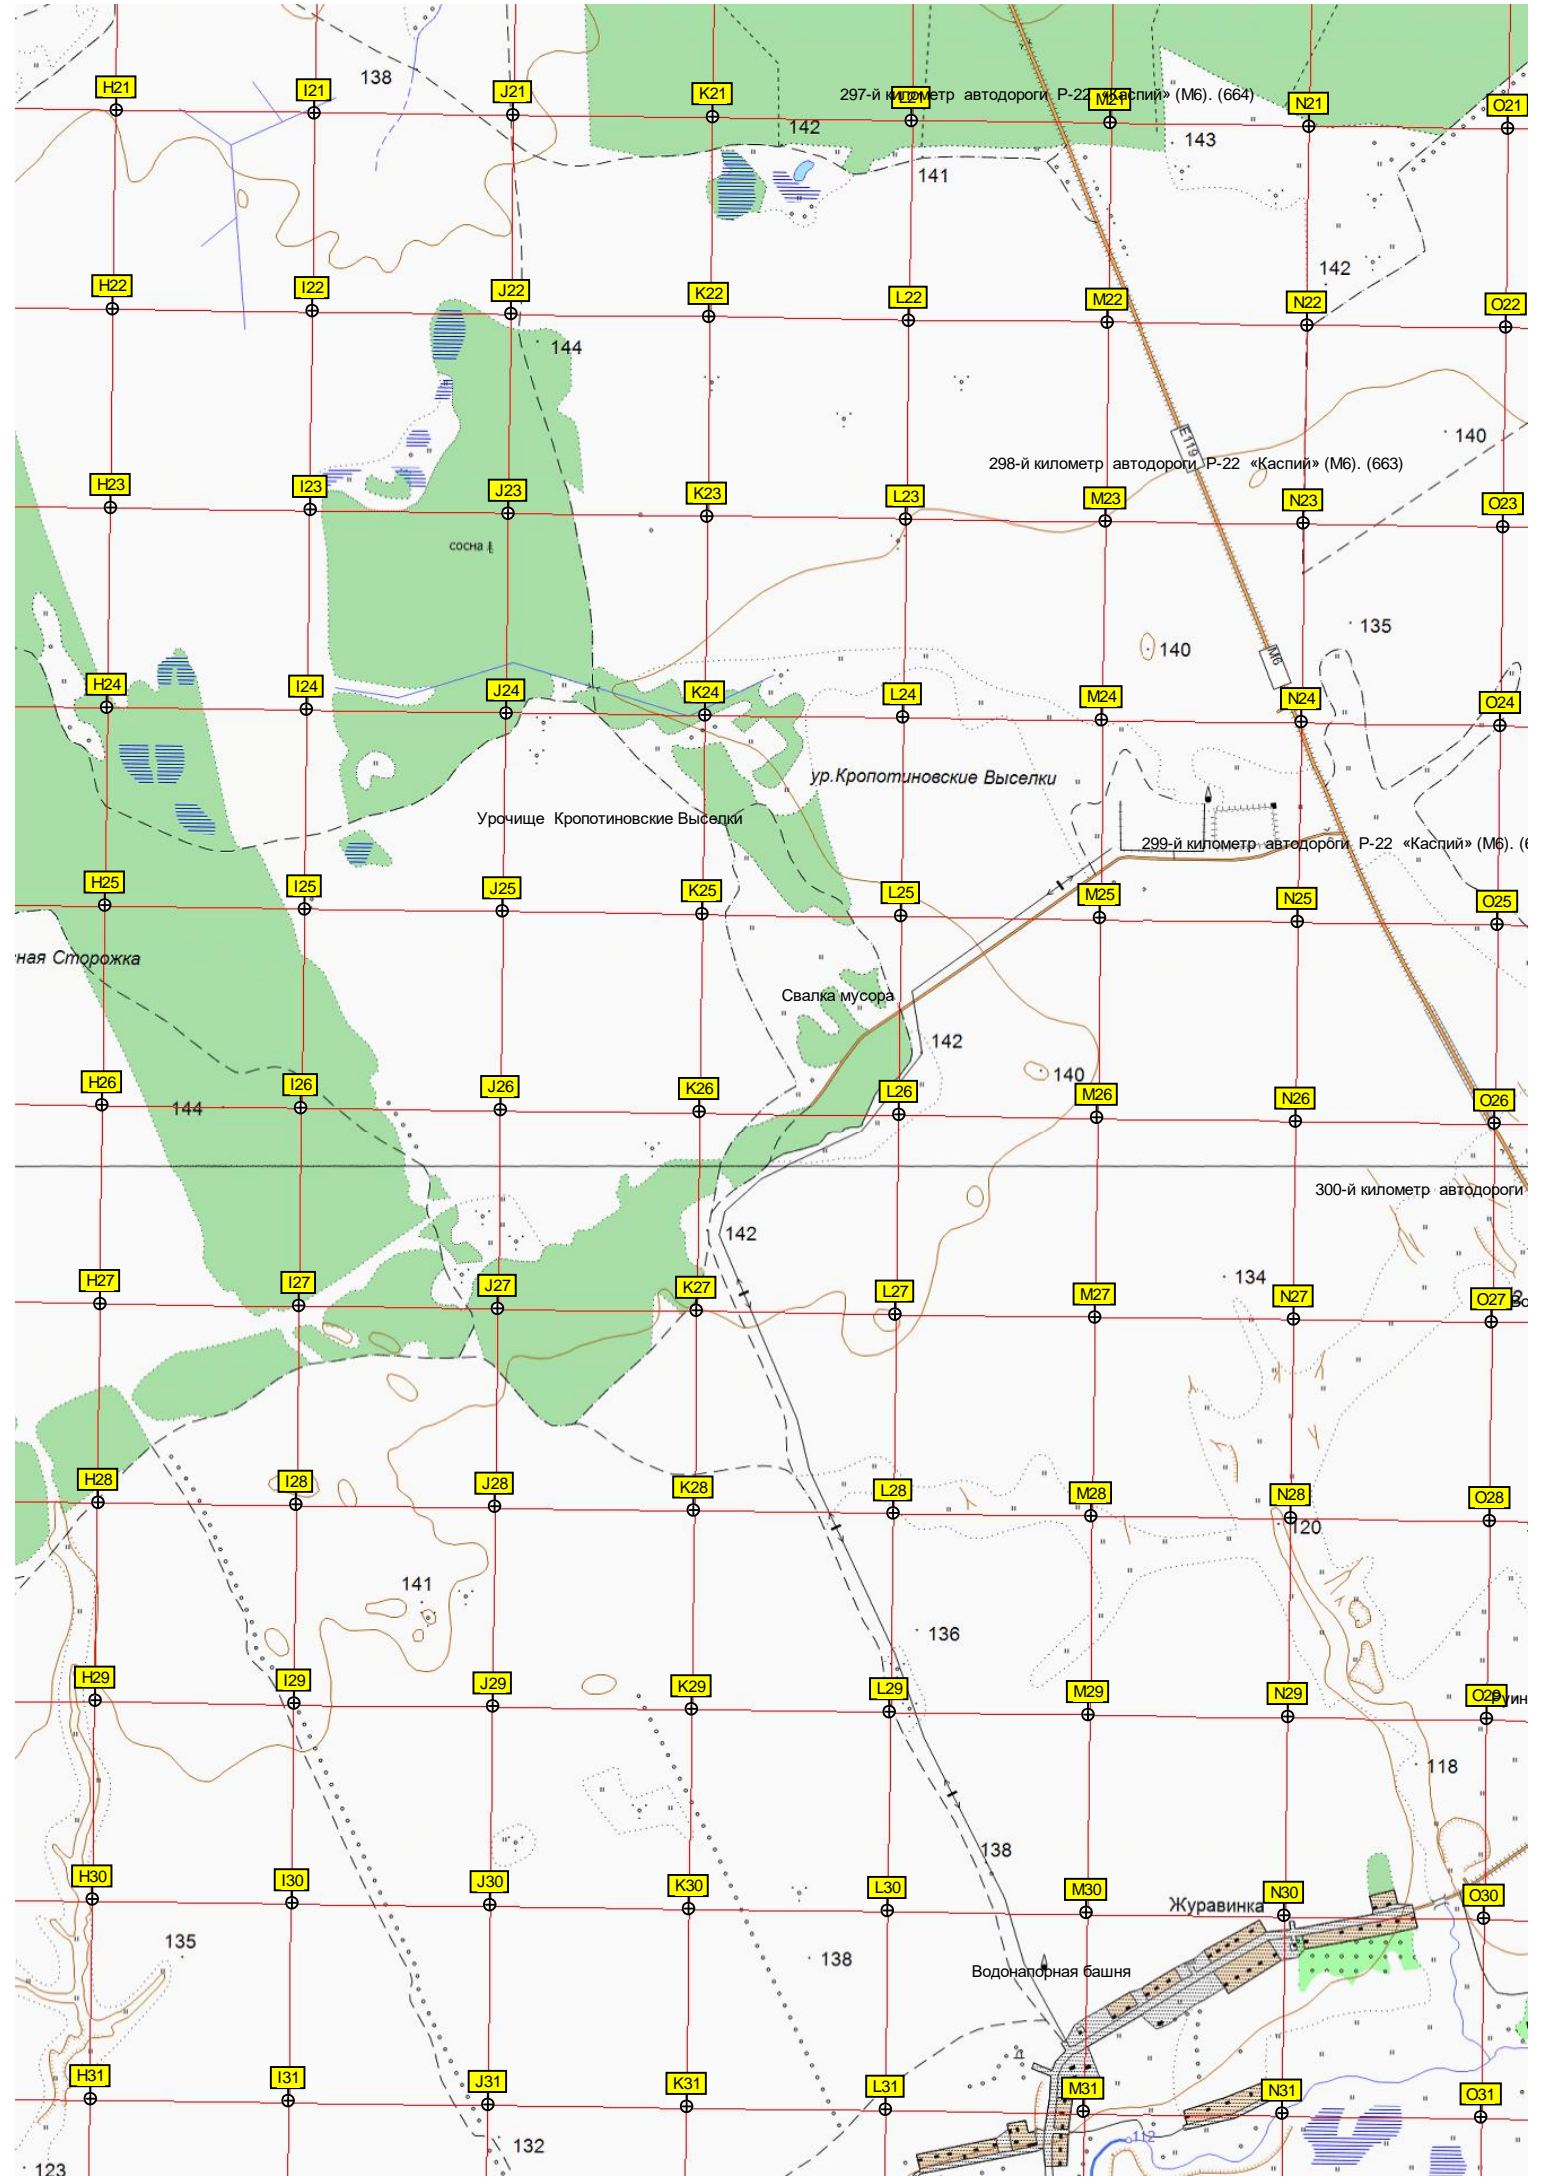 138
H21
I21
J21
K21
L21
M21
N21
O21
297-й километр автодороги Р-22 «Каспий» (М6). (664)
142
143
141
142
H22
I22
J22
K22
L22
M22
N22
O22
144
E119
140
298-й километр автодороги Р-22 «Каспий» (М6). (663)
H23
I23
J23
K23
L23
M23
N23
O23
сосна
135
140
М6
H24
I24
J24
K24
L24
M24
N24
O24
ур.Кропотиновские Выселки
Урочище Кропотиновские Выселки
299-й километр автодороги Р-22 «Каспий» (М6). (6
H25
I25
J25
K25
L25
M25
N25
O25
ная Сторожка
Свалка мусора
142
140
H26
I26
J26
K26
L26
M26
N26
O26
144
300-й километр автодороги
142
134
H27
I27
J27
K27
L27
M27
N27
O27
H28
I28
J28
K28
L28
M28
N28
O28
120
141
136
H29
I29
J29
K29
L29
M29
N29
O29
118
138
H30
I30
J30
K30
L30
M30
N30
O30
Журавинка
135
138
Водонапорная башня
H31
I31
J31
K31
L31
M31
N31
O31
132
112
123